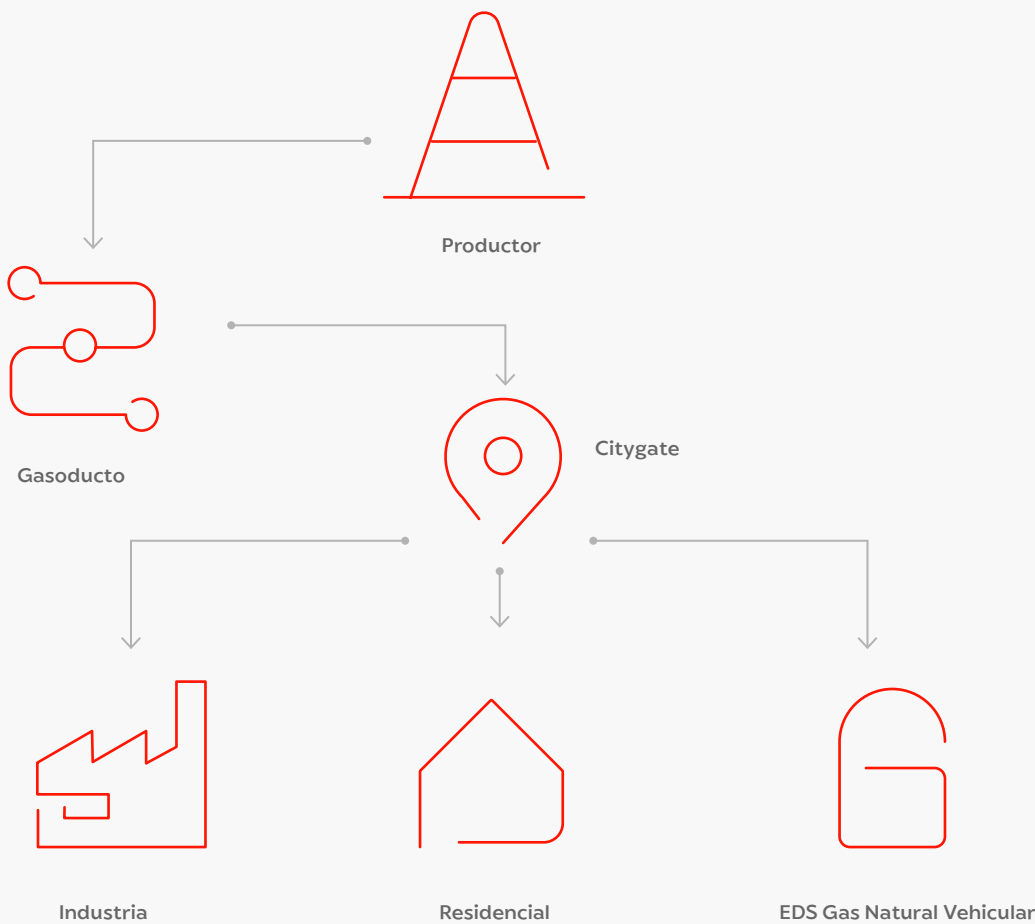 Productor
Gasoducto
Citygate
Industria
Residencial
EDS Gas Natural Vehicular